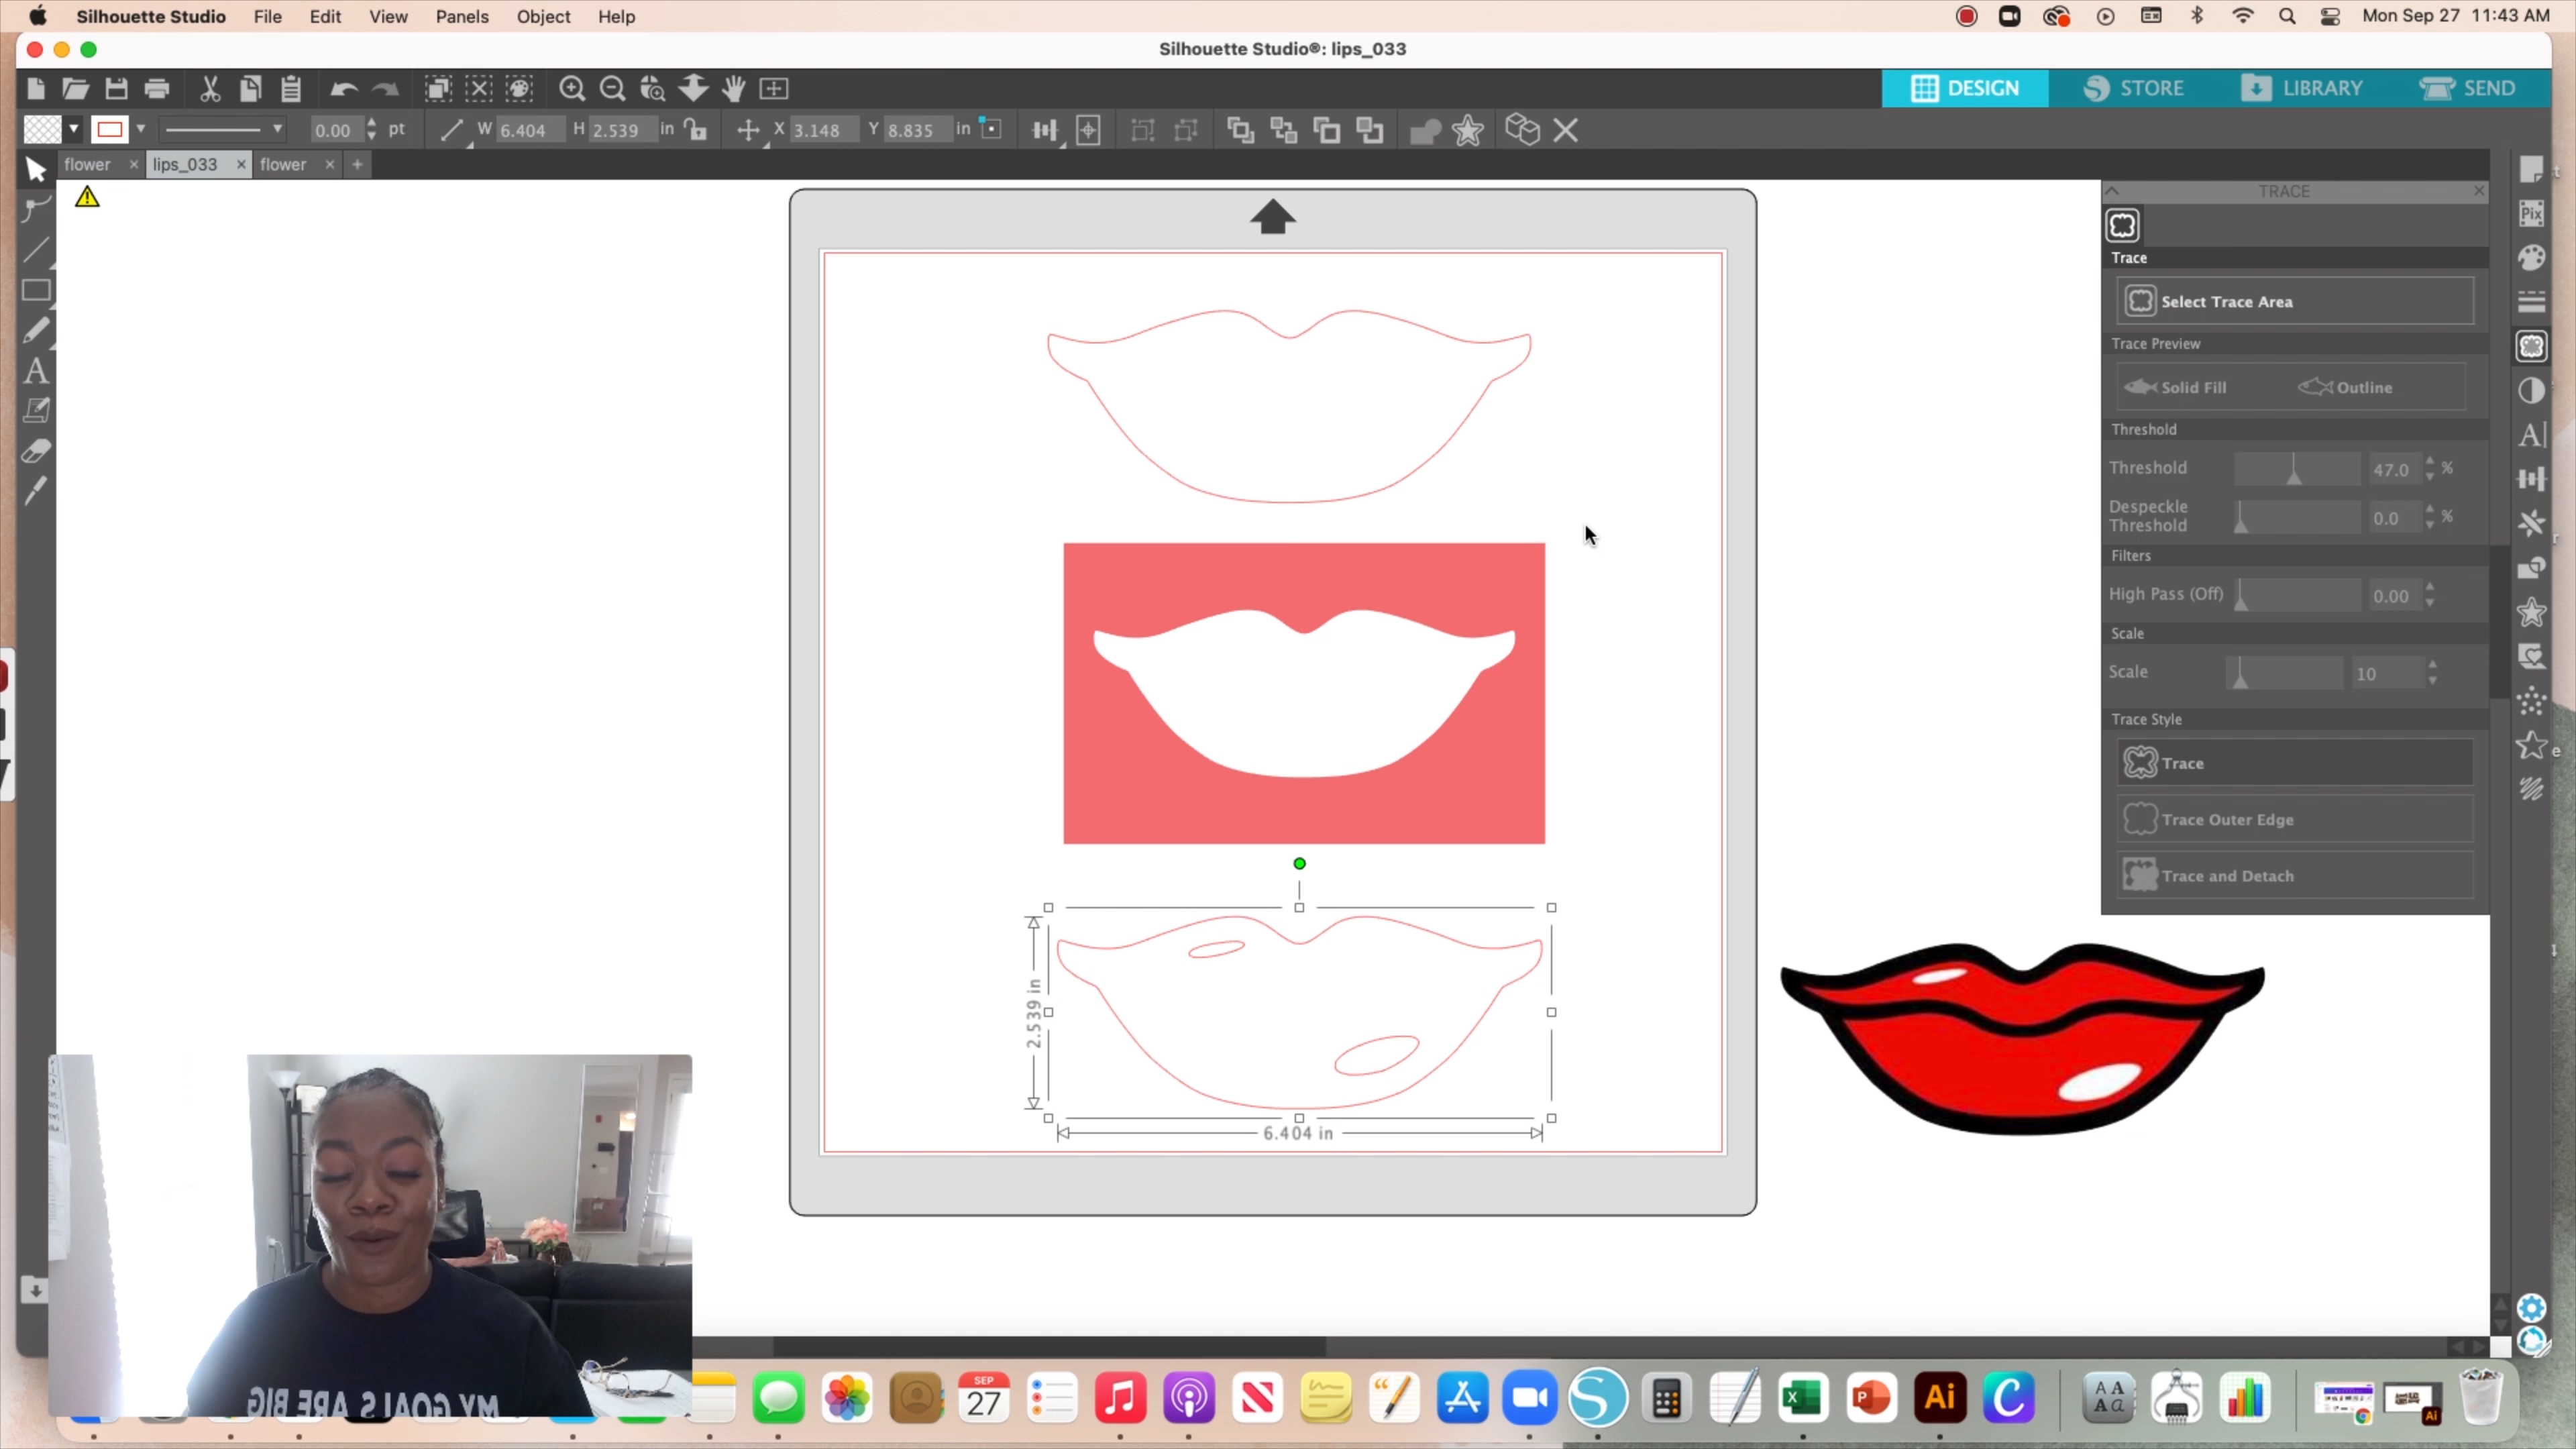 Silhouette Studio File Edit View Panels Object Help
Mon Sep 27 11:43 AM
Silhouette Studio®: lips_033
DESIGN STORE LIBRARY SEND
0.00 pt W 6.404 H 2.539 in X 3.148 Y 8.835 in
flower × lips_033 × flower × +
TRACE
Pix
Trace
Select Trace Area
Trace Preview
Solid Fill Outline
Threshold
Threshold 47.0 %
Despeckle
Threshold 0.0 %
Filters
High Pass (Off) 0.00
Scale
Scale 10
Trace Style
Trace
Trace Outer Edge
Trace and Detach
2.539 in
6.404 in
MY GOALS ARE BIG
SEP
27
Ai